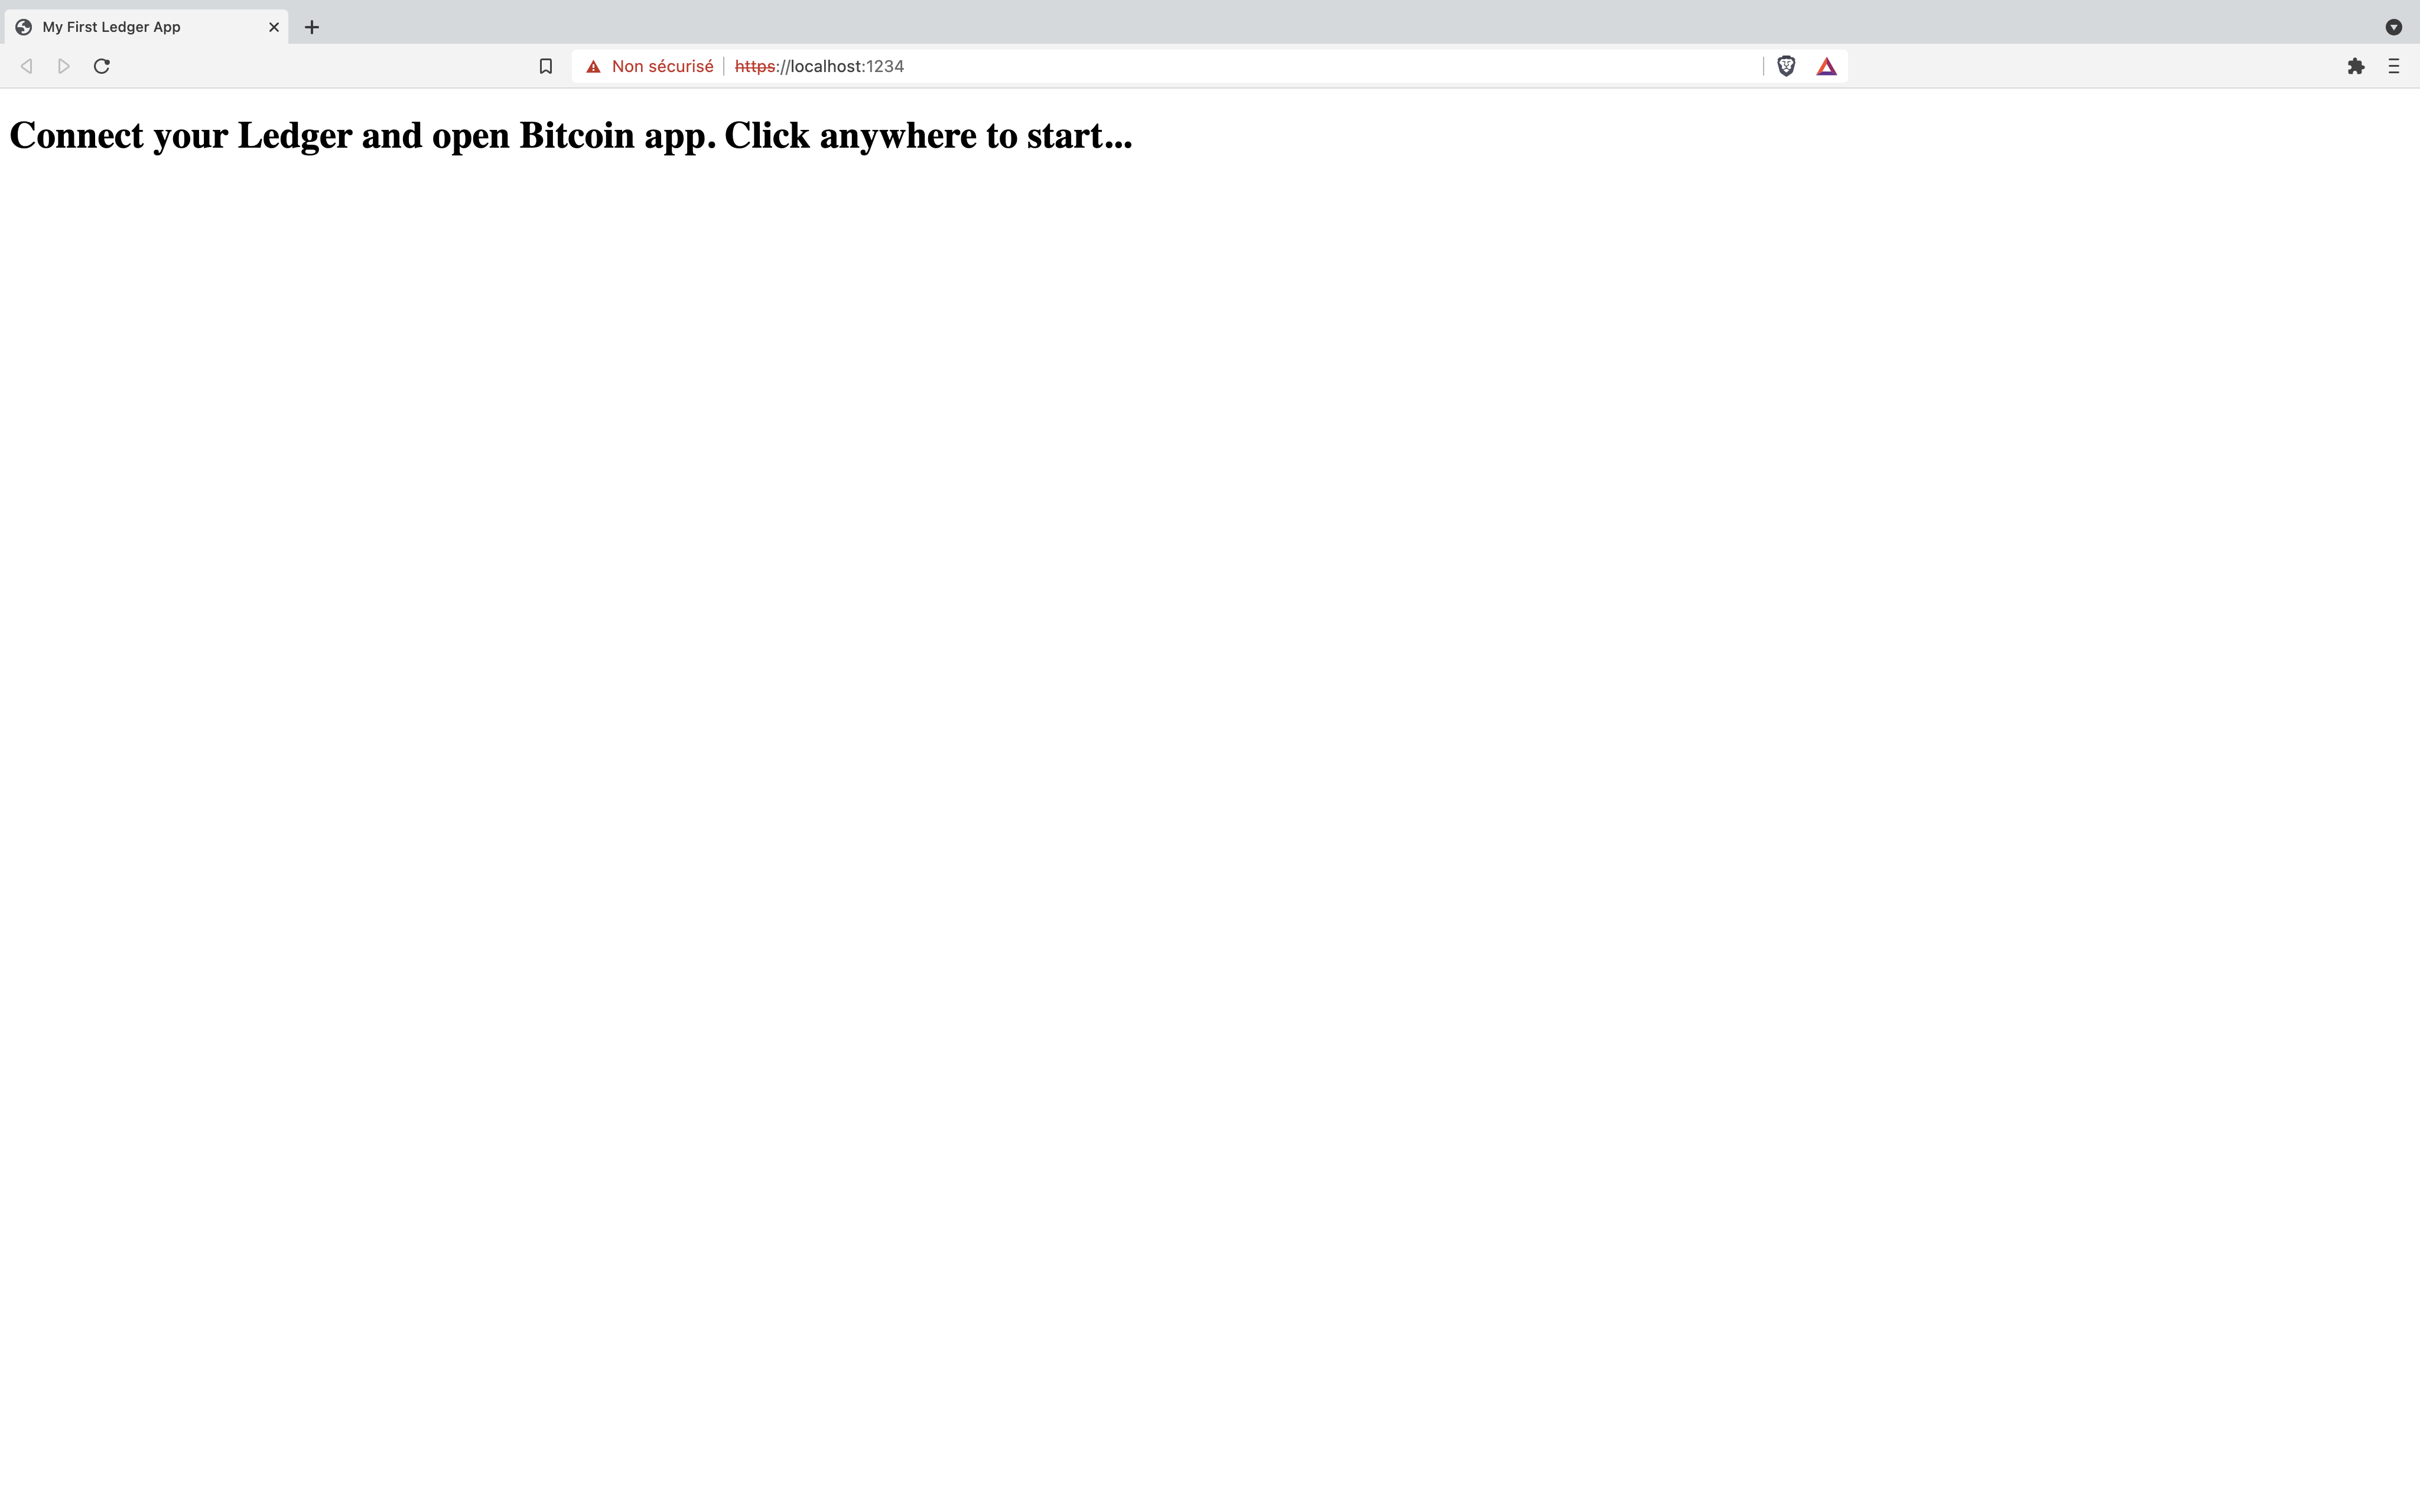 My First Ledger App
Non sécurisé https://localhost:1234
Connect your Ledger and open Bitcoin app. Click anywhere to start...